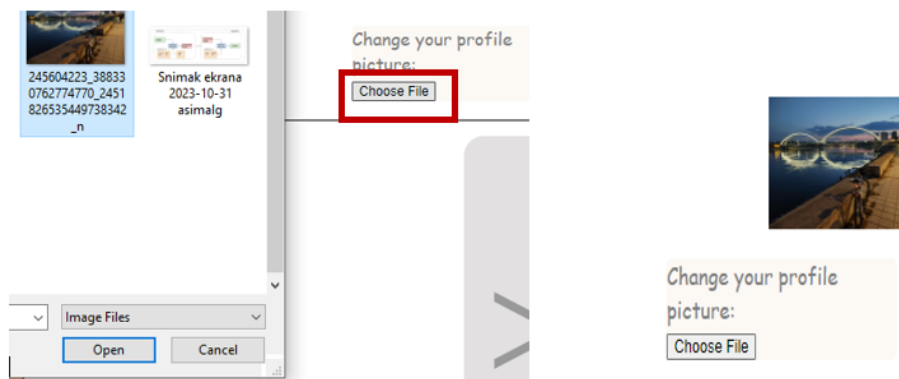 245604223_38833
0762774770_2451
826535449738342
_n
Snimak ekrana
2023-10-31
asimalg
Image Files
Open
Cancel
Change your profile
picture:
Choose File
Change your profile
picture:
Choose File